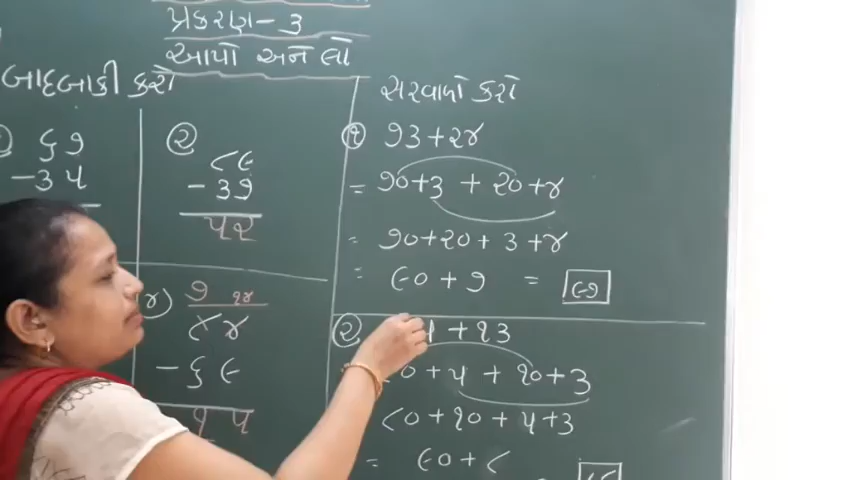 પ્રકરણ-૩
આપો અને લો
બાદબાકી કરો
૬૭
-૩૫
૨
૮૯
-૩૭
૫૨
૪)
૭ ૧૪
૮૪
-૬૯
૧૫
સરવાળો કરો
૧ ૭૩+૨૪
= ૭૦+૩ + ૨૦+૪
= ૭૦+૨૦+ ૩+૪
= ૯૦+૭ = ૯૭
૨ + ૧૩
૦ + ૫ + ૧૦+૩
૮૦+૧૦+ ૫+૩
= ૯૦+૮